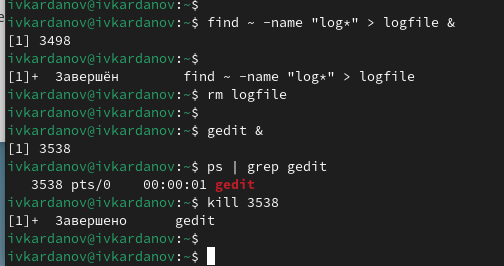 ivkardanov@ivkardanov:~$
ivkardanov@ivkardanov:~$ find ~ -name "log*" > logfile &
[1] 3498
ivkardanov@ivkardanov:~$
[1]+  Завершён        find ~ -name "log*" > logfile
ivkardanov@ivkardanov:~$ rm logfile
ivkardanov@ivkardanov:~$
ivkardanov@ivkardanov:~$ gedit &
[1] 3538
ivkardanov@ivkardanov:~$ ps | grep gedit
   3538 pts/0    00:00:01 gedit
ivkardanov@ivkardanov:~$ kill 3538
[1]+  Завершено      gedit
ivkardanov@ivkardanov:~$
ivkardanov@ivkardanov:~$